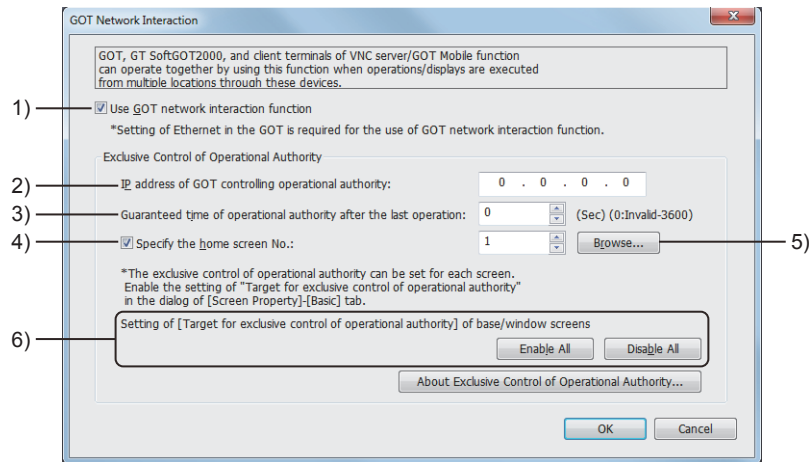 GOT Network Interaction
GOT, GT SoftGOT2000, and client terminals of VNC server/GOT Mobile function
can operate together by using this function when operations/displays are executed
from multiple locations through these devices.
1)
Use GOT network interaction function
*Setting of Ethernet in the GOT is required for the use of GOT network interaction function.
Exclusive Control of Operational Authority
2)
IP address of GOT controlling operational authority:
0 . 0 . 0 . 0
3)
Guaranteed time of operational authority after the last operation:
0
(Sec) (0:Invalid-3600)
4)
Specify the home screen No.:
1
Browse...
5)
*The exclusive control of operational authority can be set for each screen.
Enable the setting of "Target for exclusive control of operational authority"
in the dialog of [Screen Property]-[Basic] tab.
6)
Setting of [Target for exclusive control of operational authority] of base/window screens
Enable All
Disable All
About Exclusive Control of Operational Authority...
OK
Cancel